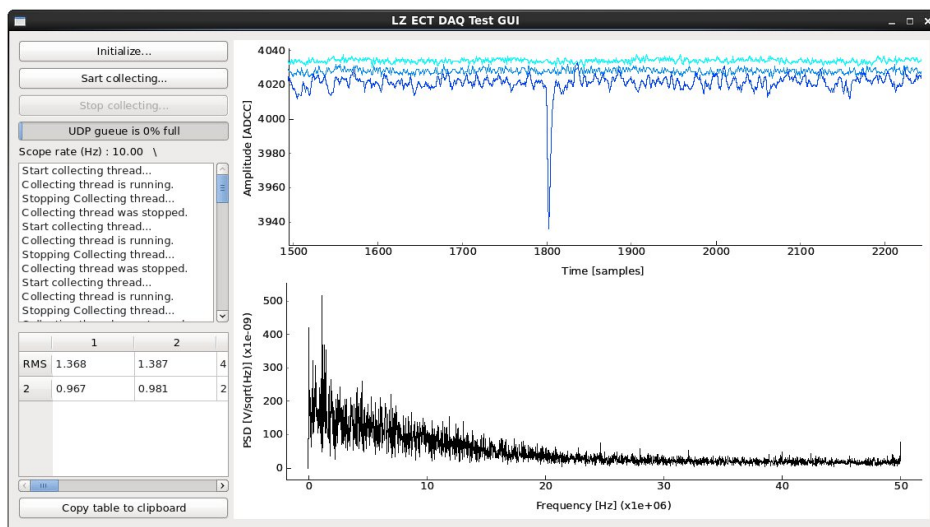 LZ ECT DAQ Test GUI
Initialize...
Sart collecting...
Stop collecting...
UDP gueue is 0% full
Scope rate (Hz) : 10.00 \
Start collecting thread...
Collecting thread is running.
Stopping Collecting thread...
Collecting thread was stopped.
Start collecting thread...
Collecting thread is running.
Stopping Collecting thread...
Collecting thread was stopped.
Start collecting thread...
Collecting thread is running.
Stopping Collecting thread...
1 2
RMS 1.368 1.387 4
2 0.967 0.981 2
Copy table to clipboard
Amplitude [ADCC]
4040
4020
4000
3980
3960
3940
1500 1600 1700 1800 1900 2000 2100 2200
Time [samples]
PSD [V/sqrt(Hz)] (x1e-09)
500
400
300
200
100
0
0 10 20 30 40 50
Frequency [Hz] (x1e+06)